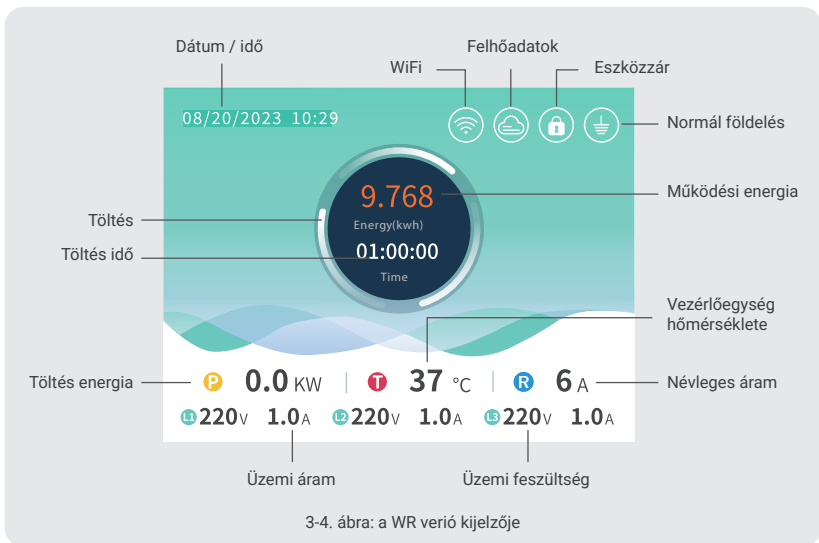 Dátum / idő
Felhőadatok
WiFi
Eszközzár
08/20/2023 10:29
Normál földelés
9.768
Működési energia
Energy(kwh)
Töltés
01:00:00
Töltés idő
Time
Vezérlőegység
hőmérséklete
Töltés energia
P 0.0 KW | T 37 °C | R 6 A
Névleges áram
L1 220V 1.0A L2 220V 1.0A L3 220V 1.0A
Üzemi áram
Üzemi feszültség
3-4. ábra: a WR verió kijelzője